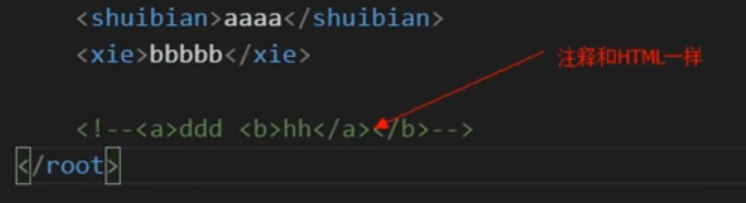 <shuibian>aaaa</shuibian>
<xie>bbbbb</xie>
注释和HTML一样
<!--<a>ddd <b>hh</a></b>-->
</root>